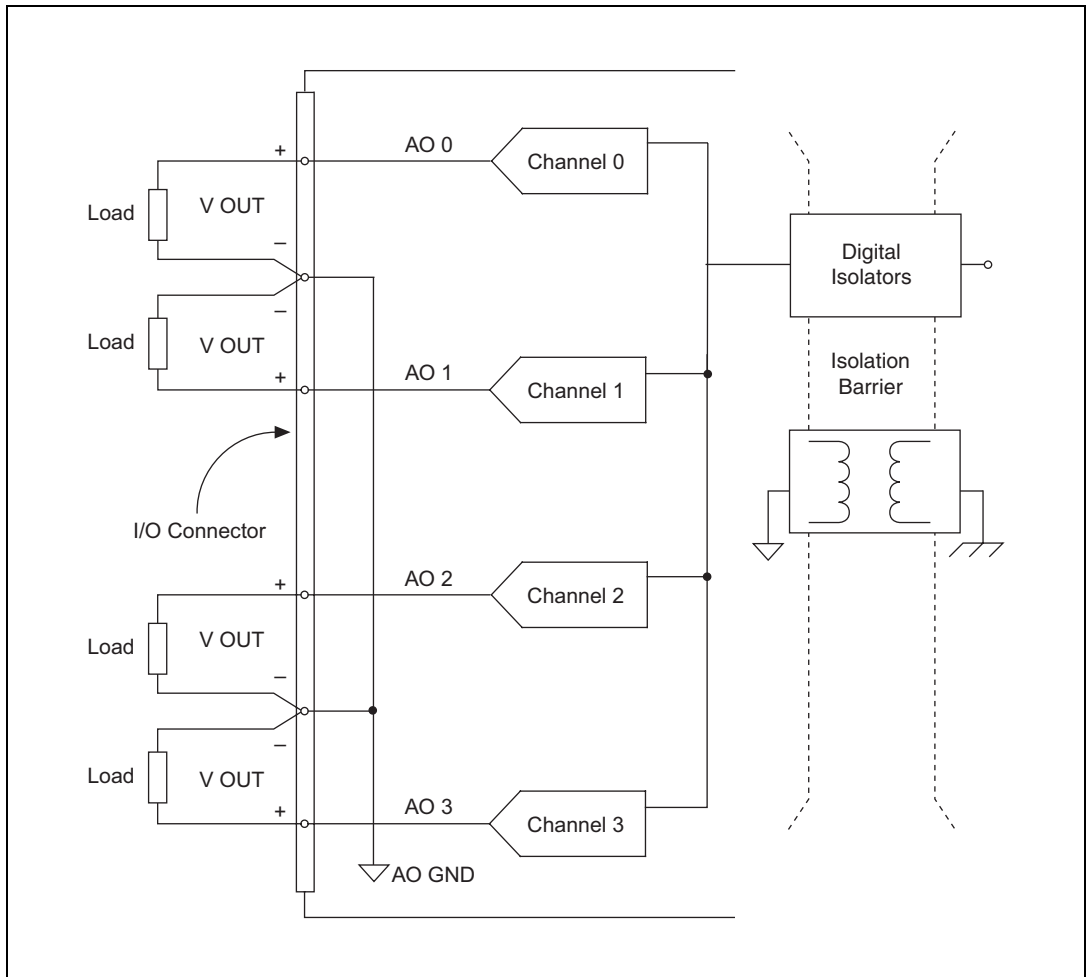 +
AO 0
Channel 0
Load
V OUT
–
Digital
Isolators
–
Load
V OUT
+
AO 1
Channel 1
Isolation
Barrier
I/O Connector
+
AO 2
Channel 2
Load
V OUT
–
–
Load
V OUT
+
AO 3
Channel 3
AO GND